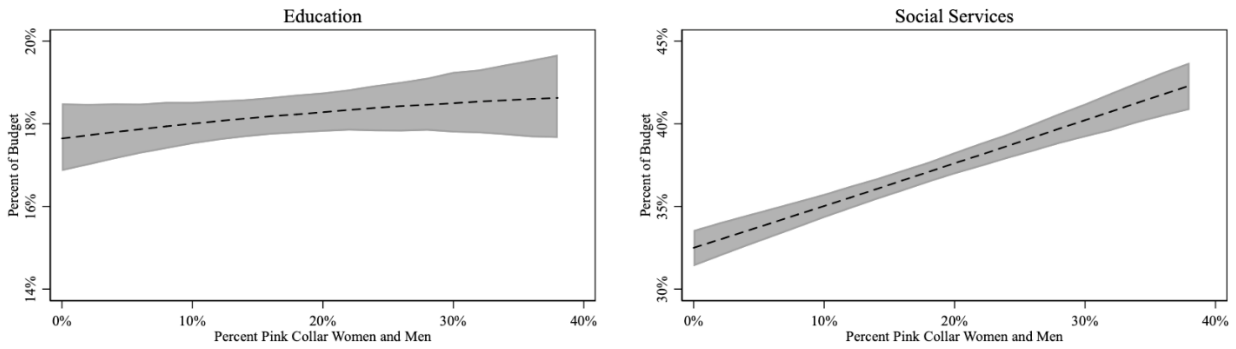 Education
20%
18%
16%
14%
Percent of Budget
0% 10% 20% 30% 40%
Percent Pink Collar Women and Men
Social Services
45%
40%
35%
30%
Percent of Budget
0% 10% 20% 30% 40%
Percent Pink Collar Women and Men